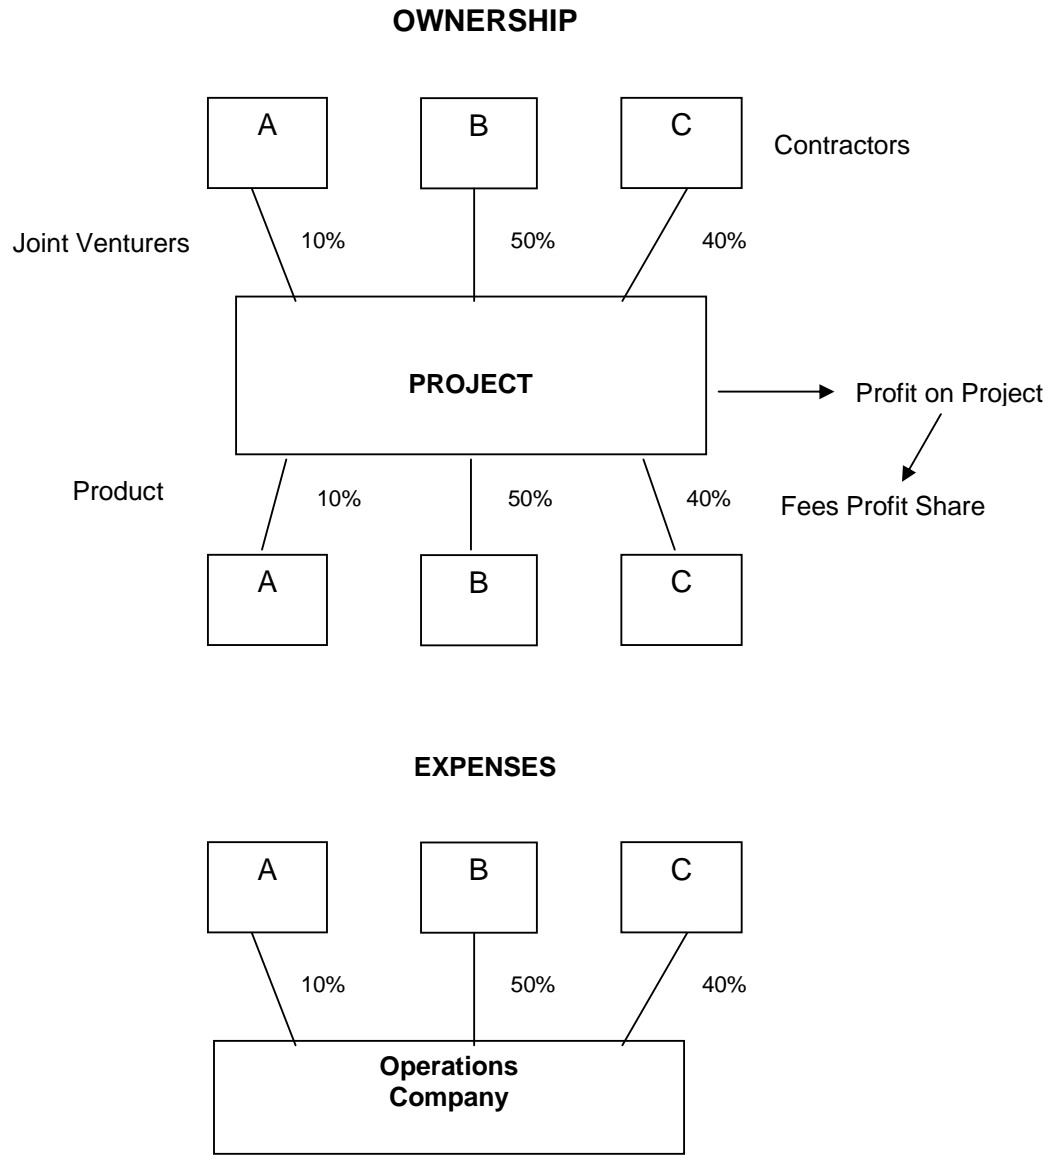 OWNERSHIP
A
B
C
Contractors
Joint Venturers
10%
50%
40%
PROJECT
Profit on Project
Product
10%
50%
40%
Fees Profit Share
A
B
C
EXPENSES
A
B
C
10%
50%
40%
Operations
Company